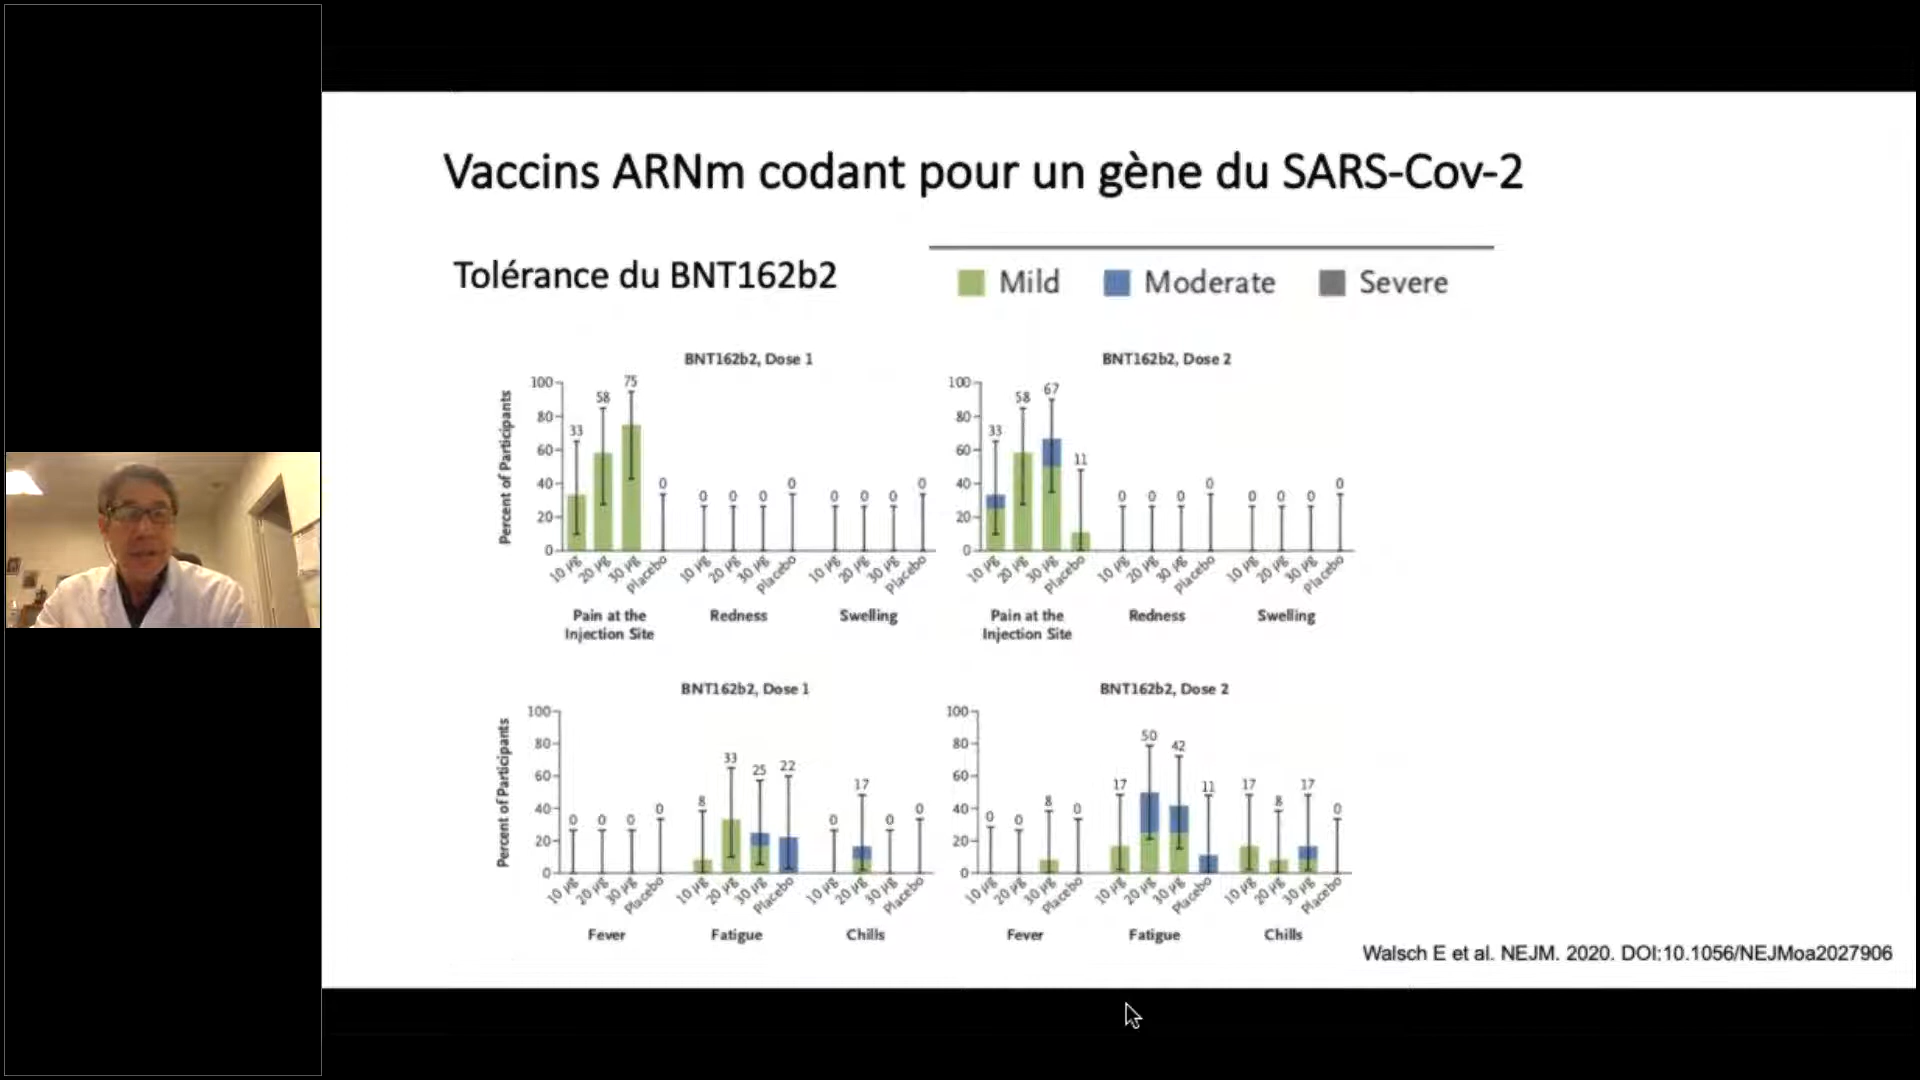 Vaccins ARNm codant pour un gène du SARS-Cov-2
Tolérance du BNT162b2
Mild Moderate Severe
BNT162b2, Dose 1
Percent of Participants
100
80
60
40
20
0
33 58 75 0 0 0 0 0 0 0 0 0
10 µg 20 µg 30 µg Placebo 10 µg 20 µg 30 µg Placebo 10 µg 20 µg 30 µg Placebo
Pain at the
Injection Site
Redness
Swelling
BNT162b2, Dose 2
100
80
60
40
20
0
33 58 67 11 0 0 0 0 0 0 0 0
10 µg 20 µg 30 µg Placebo 10 µg 20 µg 30 µg Placebo 10 µg 20 µg 30 µg Placebo
Pain at the
Injection Site
Redness
Swelling
BNT162b2, Dose 1
Percent of Participants
100
80
60
40
20
0
0 0 0 0 8 33 25 22 0 17 0 0
10 µg 20 µg 30 µg Placebo 10 µg 20 µg 30 µg Placebo 10 µg 20 µg 30 µg Placebo
Fever Fatigue Chills
BNT162b2, Dose 2
100
80
60
40
20
0
0 0 8 0 17 50 42 11 17 8 17 0
10 µg 20 µg 30 µg Placebo 10 µg 20 µg 30 µg Placebo 10 µg 20 µg 30 µg Placebo
Fever Fatigue Chills
Walsch E et al. NEJM. 2020. DOI:10.1056/NEJMoa2027906